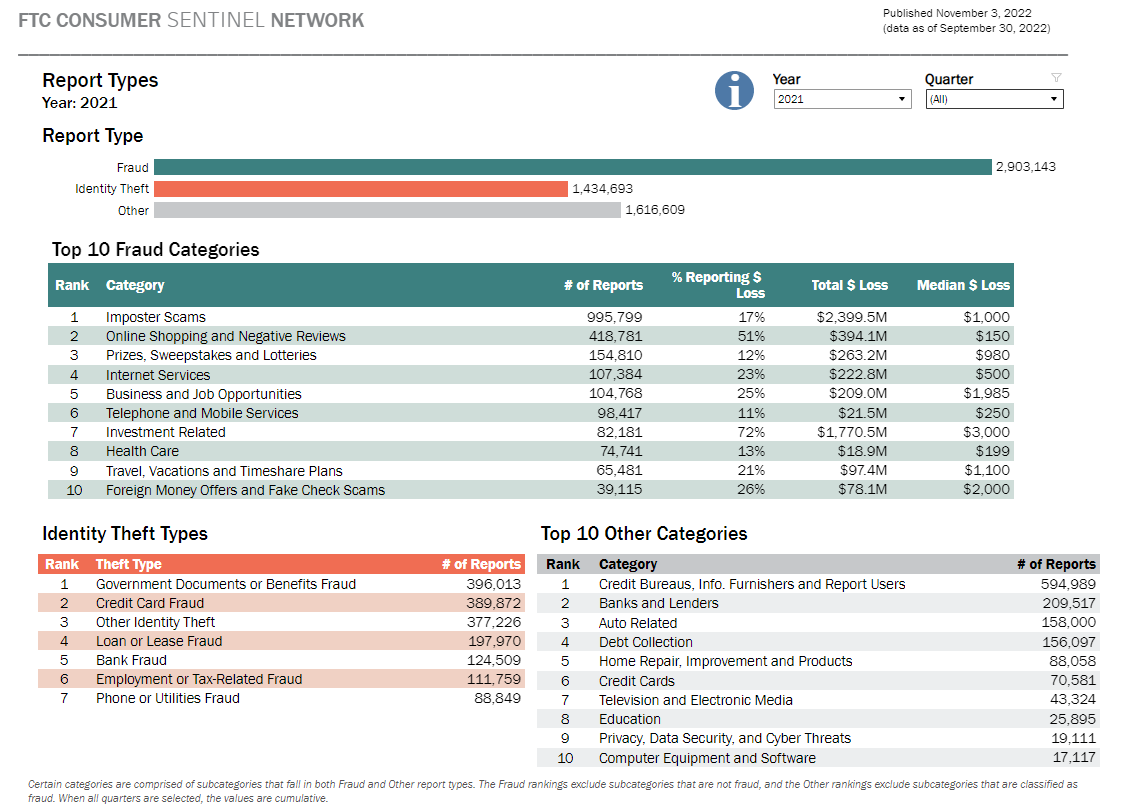 FTC CONSUMER SENTINEL NETWORK
Published November 3, 2022
(data as of September 30, 2022)
Report Types
Year: 2021
Year
2021
Quarter
(All)
Report Type
Fraud 2,903,143
Identity Theft 1,434,693
Other 1,616,609
Top 10 Fraud Categories
Rank Category # of Reports % Reporting $ Loss Total $ Loss Median $ Loss
1 Imposter Scams 995,799 17% $2,399.5M $1,000
2 Online Shopping and Negative Reviews 418,781 51% $394.1M $150
3 Prizes, Sweepstakes and Lotteries 154,810 12% $263.2M $980
4 Internet Services 107,384 23% $222.8M $500
5 Business and Job Opportunities 104,768 25% $209.0M $1,985
6 Telephone and Mobile Services 98,417 11% $21.5M $250
7 Investment Related 82,181 72% $1,770.5M $3,000
8 Health Care 74,741 13% $18.9M $199
9 Travel, Vacations and Timeshare Plans 65,481 21% $97.4M $1,100
10 Foreign Money Offers and Fake Check Scams 39,115 26% $78.1M $2,000
Identity Theft Types
Rank Theft Type # of Reports
1 Government Documents or Benefits Fraud 396,013
2 Credit Card Fraud 389,872
3 Other Identity Theft 377,226
4 Loan or Lease Fraud 197,970
5 Bank Fraud 124,509
6 Employment or Tax-Related Fraud 111,759
7 Phone or Utilities Fraud 88,849
Top 10 Other Categories
Rank Category # of Reports
1 Credit Bureaus, Info. Furnishers and Report Users 594,989
2 Banks and Lenders 209,517
3 Auto Related 158,000
4 Debt Collection 156,097
5 Home Repair, Improvement and Products 88,058
6 Credit Cards 70,581
7 Television and Electronic Media 43,324
8 Education 25,895
9 Privacy, Data Security, and Cyber Threats 19,111
10 Computer Equipment and Software 17,117
Certain categories are comprised of subcategories that fall in both Fraud and Other report types. The Fraud rankings exclude subcategories that are not fraud, and the Other rankings exclude subcategories that are classified as
fraud. When all quarters are selected, the values are cumulative.